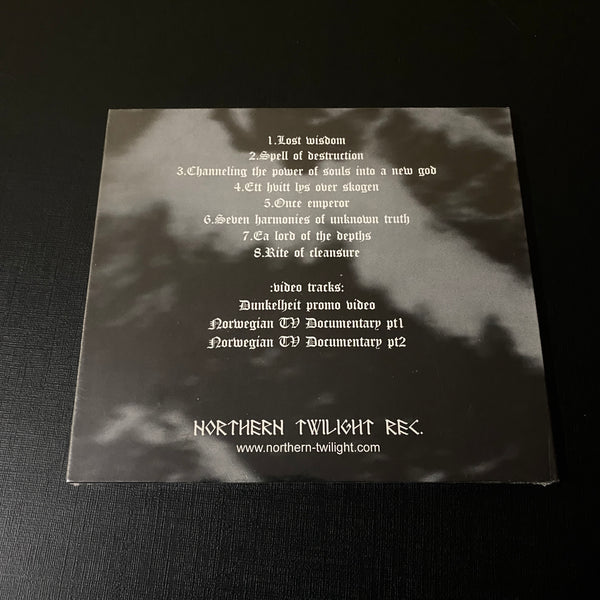 1.Lost wisdom
2.Spell of destruction
3.Channeling the power of souls into a new god
4.Ett hvitt lys over skogen
5.Once emperor
6.Seven harmonies of unknown truth
7.Ea lord of the depths
8.Rite of cleansure
:video tracks:
Dunkelheit promo video
Norwegian TV Documentary pt1
Norwegian TV Documentary pt2
NORTHERN TWILIGHT REC.
www.northern-twilight.com